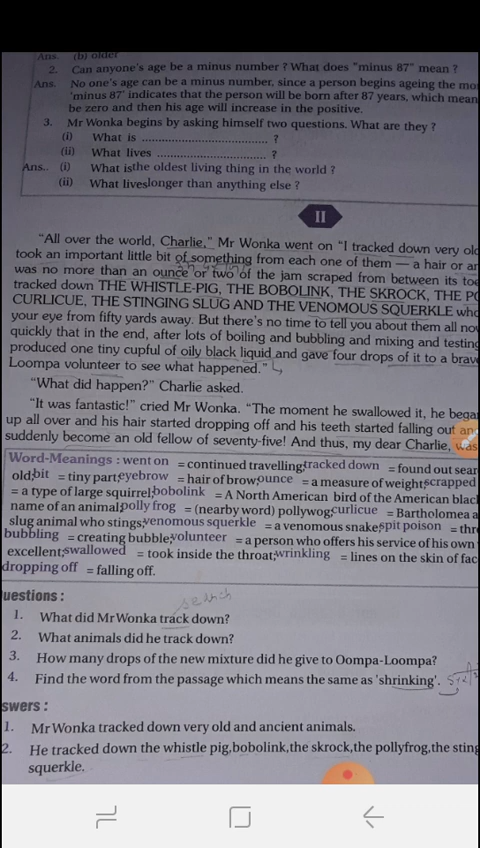 Ans. (b) older
2. Can anyone's age be a minus number ? What does "minus 87" mean ?
Ans. No one's age can be a minus number, since a person begins ageing the mo
'minus 87' indicates that the person will be born after 87 years, which mean
be zero and then his age will increase in the positive.
3. Mr Wonka begins by asking himself two questions. What are they ?
(i) What is .................................... ?
(ii) What lives ............................... ?
Ans.. (i) What isthe oldest living thing in the world ?
(ii) What liveslonger than anything else ?
II
"All over the world, Charlie," Mr Wonka went on "I tracked down very old
took an important little bit of something from each one of them — a hair or an
was no more than an ounce or two of the jam scraped from between its toe
tracked down THE WHISTLE-PIG, THE BOBOLINK, THE SKROCK, THE PO
CURLICUE, THE STINGING SLUG AND THE VENOMOUS SQUERKLE who
your eye from fifty yards away. But there's no time to tell you about them all now
quickly that in the end, after lots of boiling and bubbling and mixing and testing
produced one tiny cupful of oily black liquid and gave four drops of it to a brave
Loompa volunteer to see what happened."
"What did happen?" Charlie asked.
"It was fantastic!" cried Mr Wonka. "The moment he swallowed it, he began
up all over and his hair started dropping off and his teeth started falling out an
suddenly become an old fellow of seventy-five! And thus, my dear Charlie, was
Word-Meanings : went on = continued travelling;tracked down = found out sear
old;bit = tiny part;eyebrow = hair of brow;ounce = a measure of weight;scrapped
= a type of large squirrel;bobolink = A North American bird of the American blac
name of an animal;polly frog = (nearby word) pollywog;curlicue = Bartholomea a
slug animal who stings;venomous squerkle = a venomous snake;spit poison = thr
bubbling = creating bubble;volunteer = a person who offers his service of his own
excellent;swallowed = took inside the throat;wrinkling = lines on the skin of fac
dropping off = falling off.
uestions :
search
1. What did Mr Wonka track down?
2. What animals did he track down?
3. How many drops of the new mixture did he give to Oompa-Loompa?
4. Find the word from the passage which means the same as 'shrinking'.
swers :
1. Mr Wonka tracked down very old and ancient animals.
2. He tracked down the whistle pig,bobolink,the skrock,the pollyfrog,the sting
squerkle.